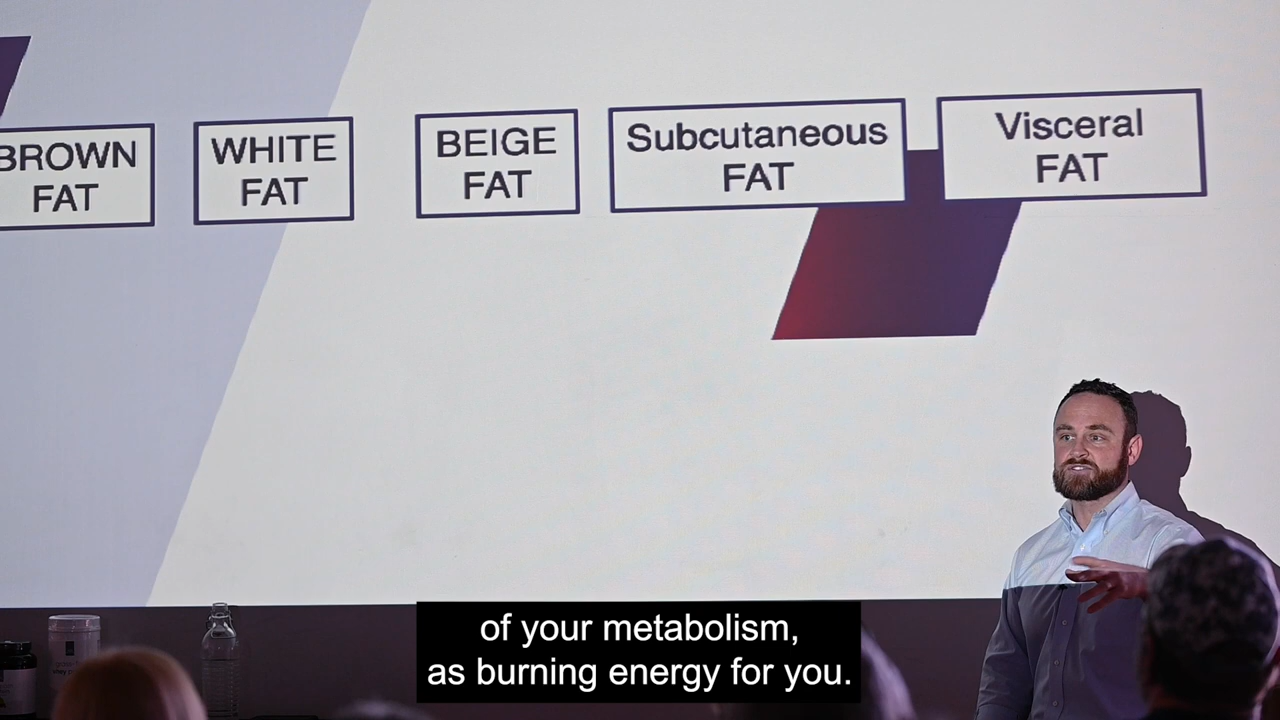 BROWN
FAT
WHITE
FAT
BEIGE
FAT
Subcutaneous
FAT
Visceral
FAT
of your metabolism,
as burning energy for you.